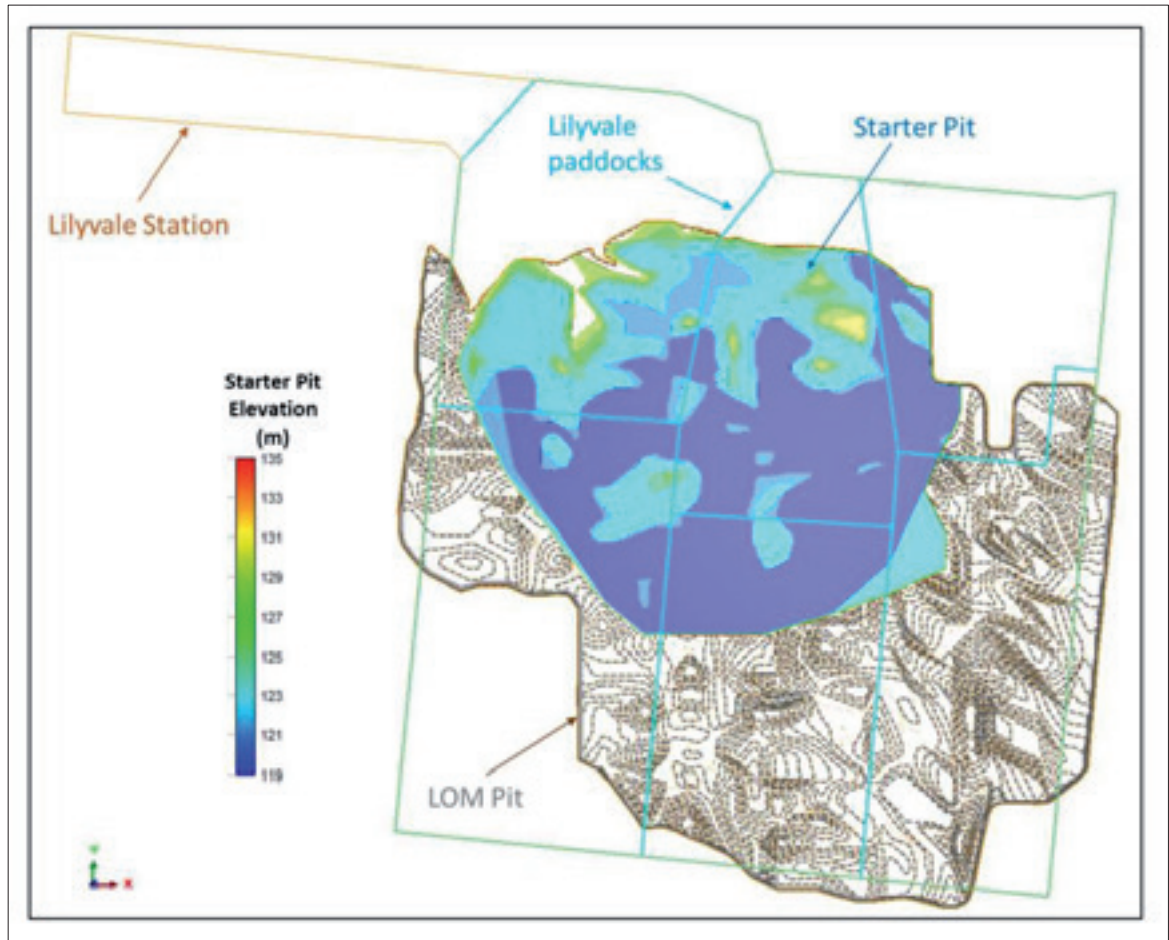 Lilyvale
paddocks
Starter Pit
Lilyvale Station
Starter Pit
Elevation
(m)
135
133
131
129
127
125
123
121
119
LOM Pit
Y
X